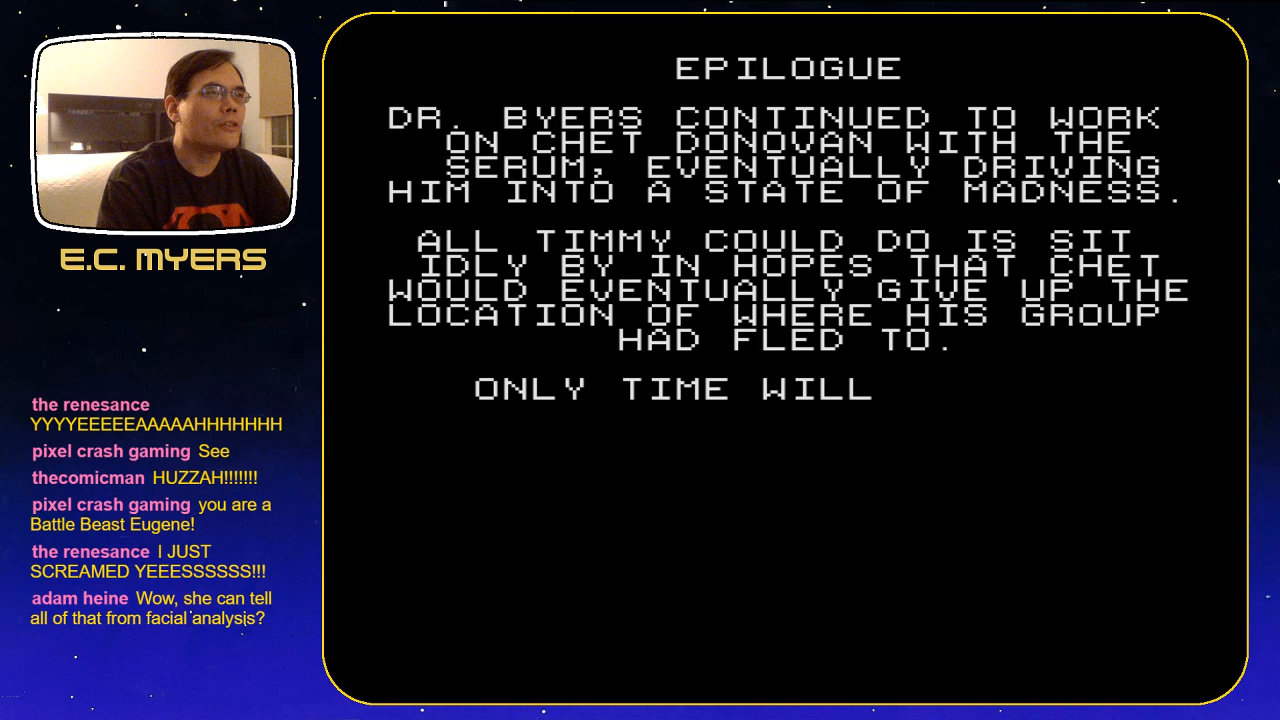 E.C. MYERS
the renesance
YYYYEEEEEAAAAAHHHHHHH
pixel crash gaming See
thecomicman HUZZAH!!!!!!!
pixel crash gaming you are a
Battle Beast Eugene!
the renesance I JUST
SCREAMED YEEESSSSSS!!!
adam heine Wow, she can tell
all of that from facial analysis?
EPILOGUE
DR. BYERS CONTINUED TO WORK
ON CHET DONOVAN WITH THE
SERUM, EVENTUALLY DRIVING
HIM INTO A STATE OF MADNESS.
ALL TIMMY COULD DO IS SIT
IDLY BY IN HOPES THAT CHET
WOULD EVENTUALLY GIVE UP THE
LOCATION OF WHERE HIS GROUP
HAD FLED TO.
ONLY TIME WILL